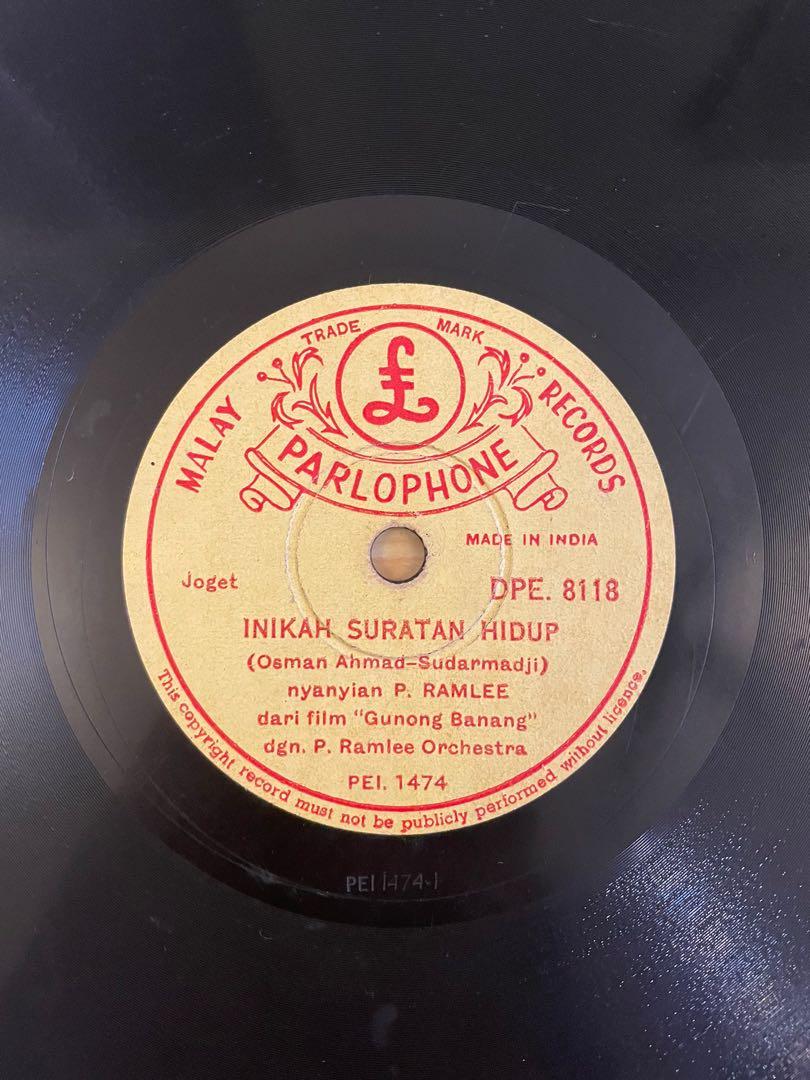 TRADE MARK
£
MALAY RECORDS
PARLOPHONE
MADE IN INDIA
Joget
DPE. 8118
INIKAH SURATAN HIDUP
(Osman Ahmad-Sudarmadji)
nyanyian P. RAMLEE
dari film "Gunong Banang"
dgn. P. Ramlee Orchestra
PEI. 1474
This copyright record must not be publicly performed without licence.
PEI 1474-1